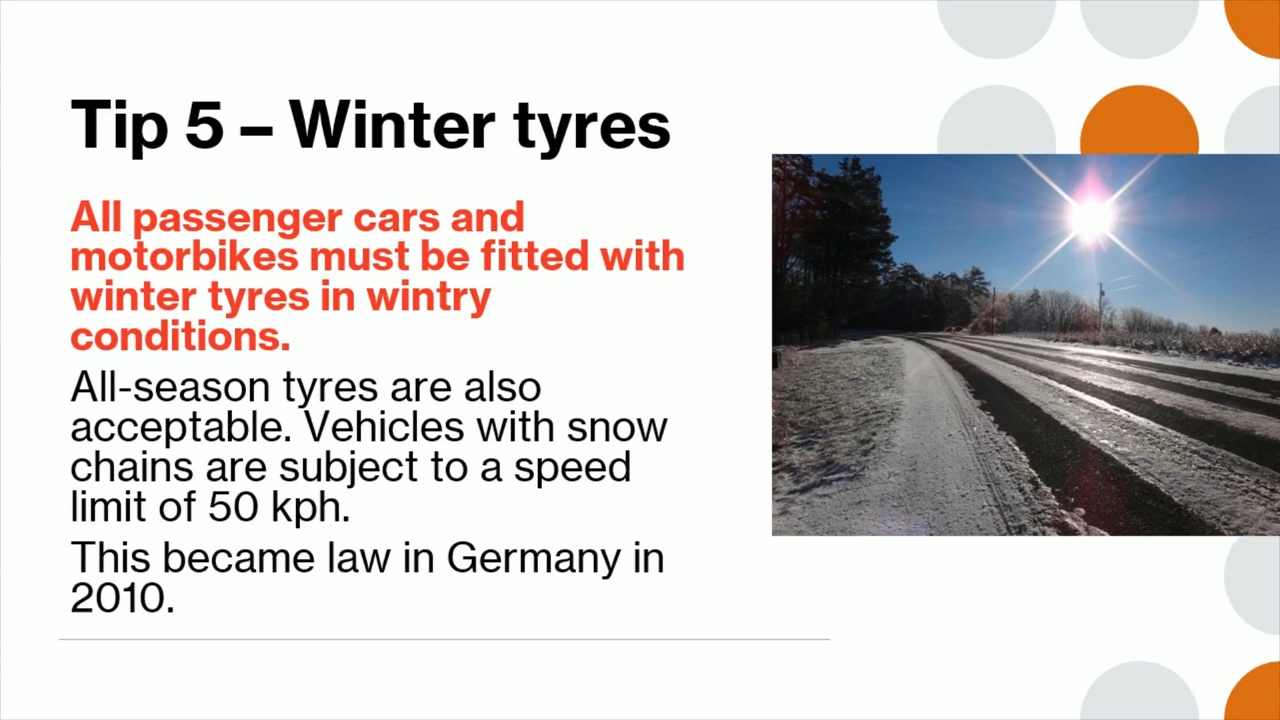 Tip 5 – Winter tyres
All passenger cars and
motorbikes must be fitted with
winter tyres in wintry
conditions.
All-season tyres are also
acceptable. Vehicles with snow
chains are subject to a speed
limit of 50 kph.
This became law in Germany in
2010.